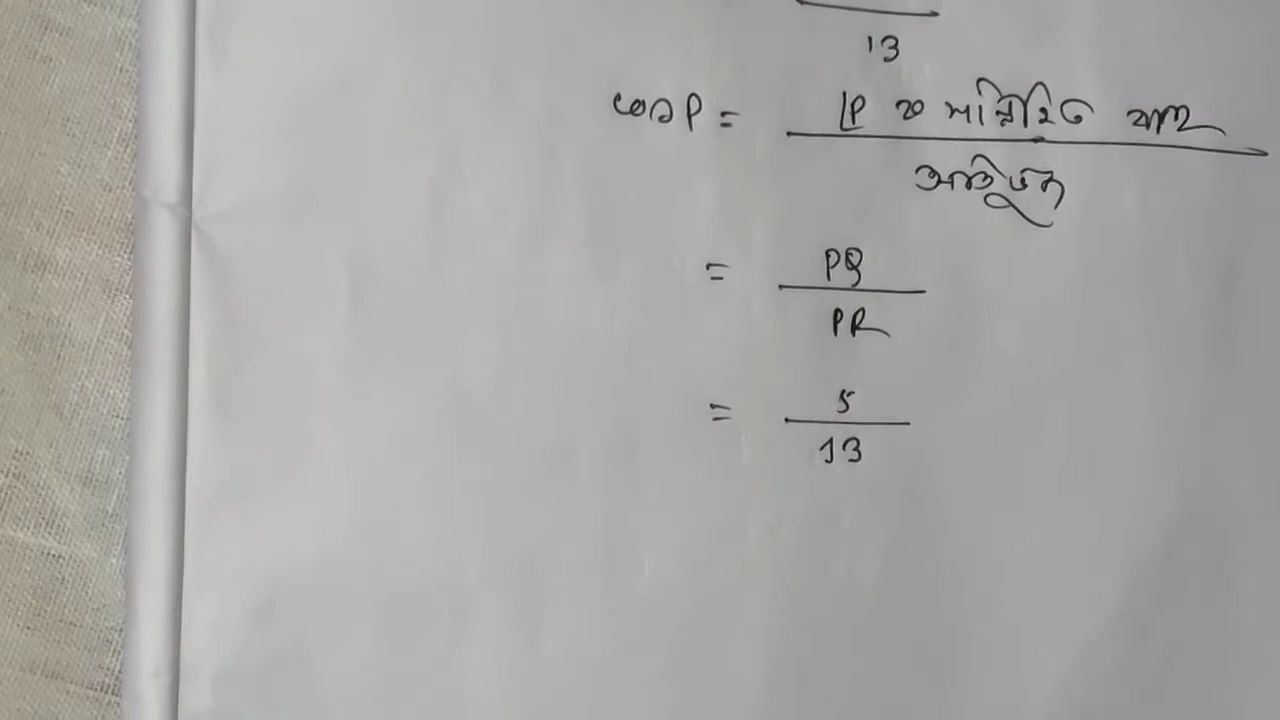 13
cos P = ∠P ৰ সান্নিহিত বাহু
অতিভুজ
= PQ
PR
= 5
13